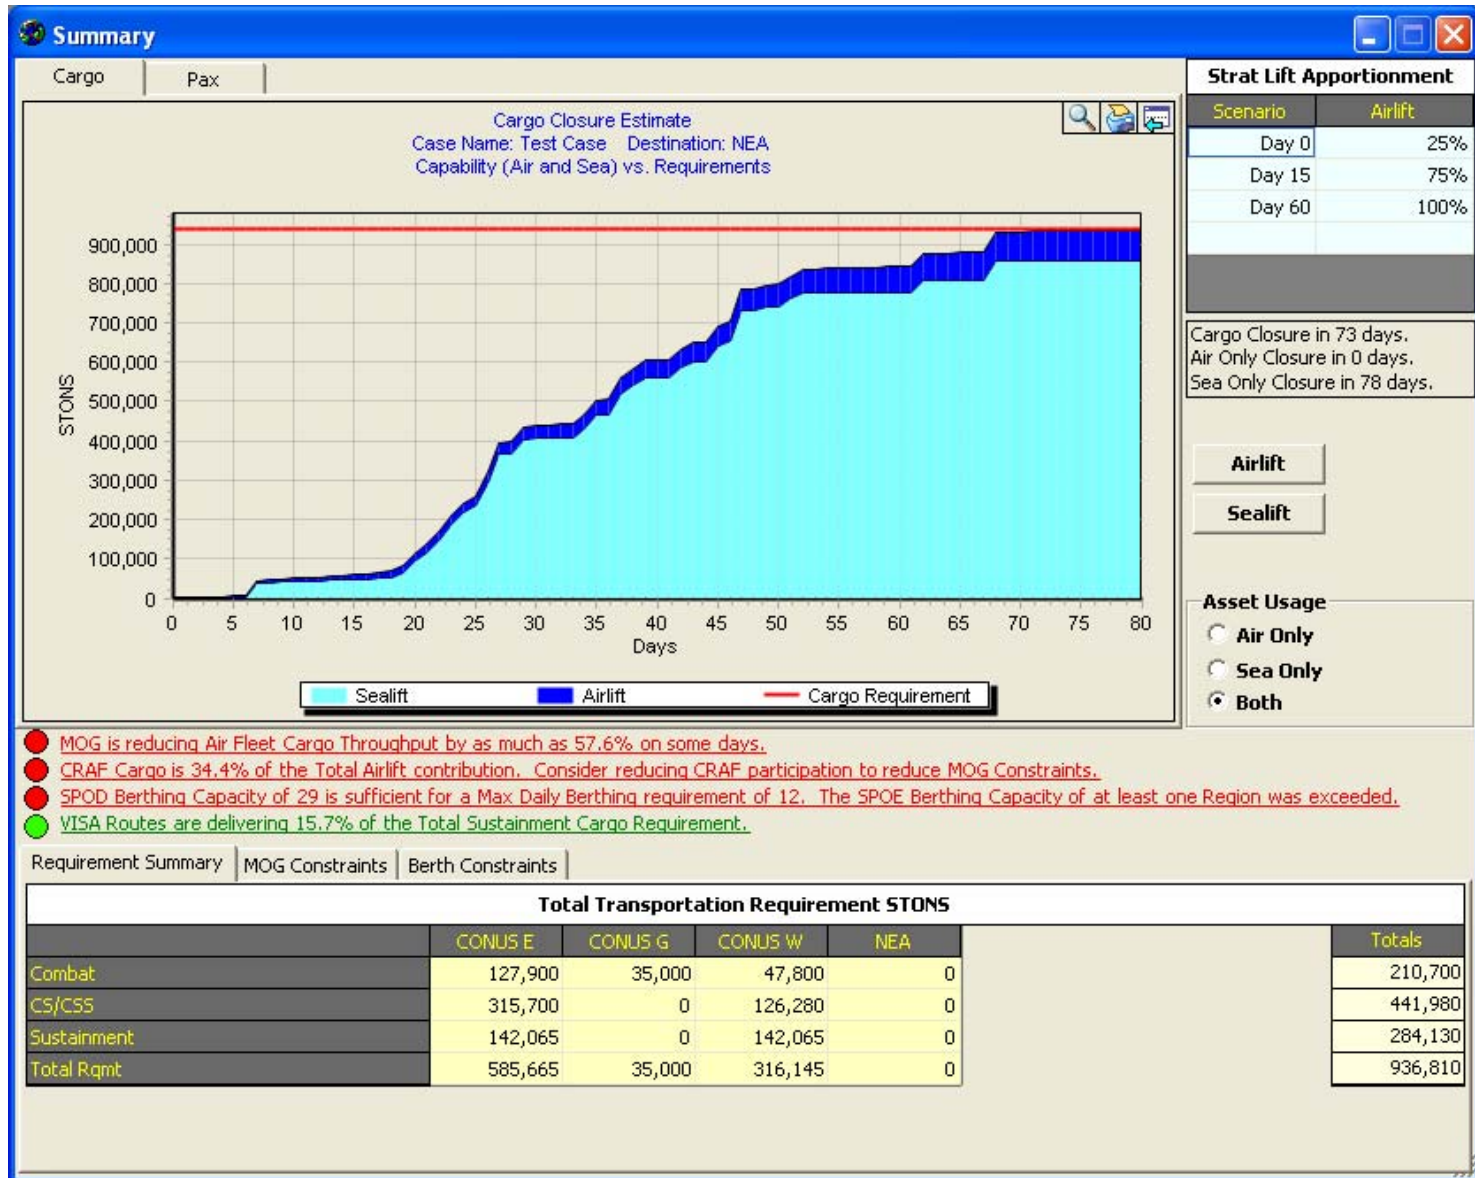 Summary
Cargo Pax
Cargo Closure Estimate
Case Name: Test Case Destination: NEA
Capability (Air and Sea) vs. Requirements
STONS
900,000
800,000
700,000
600,000
500,000
400,000
300,000
200,000
100,000
0
0 5 10 15 20 25 30 35 40 45 50 55 60 65 70 75 80
Days
Sealift Airlift Cargo Requirement
Strat Lift Apportionment
Scenario Airlift
Day 0 25%
Day 15 75%
Day 60 100%
Cargo Closure in 73 days.
Air Only Closure in 0 days.
Sea Only Closure in 78 days.
Airlift
Sealift
Asset Usage
Air Only
Sea Only
Both
MOG is reducing Air Fleet Cargo Throughput by as much as 57.6% on some days.
CRAF Cargo is 34.4% of the Total Airlift contribution. Consider reducing CRAF participation to reduce MOG Constraints.
SPOD Berthing Capacity of 29 is sufficient for a Max Daily Berthing requirement of 12. The SPOE Berthing Capacity of at least one Region was exceeded.
VISA Routes are delivering 15.7% of the Total Sustainment Cargo Requirement.
Requirement Summary MOG Constraints Berth Constraints
Total Transportation Requirement STONS
CONUS E CONUS G CONUS W NEA Totals
Combat 127,900 35,000 47,800 0 210,700
CS/CSS 315,700 0 126,280 0 441,980
Sustainment 142,065 0 142,065 0 284,130
Total Rqmt 585,665 35,000 316,145 0 936,810